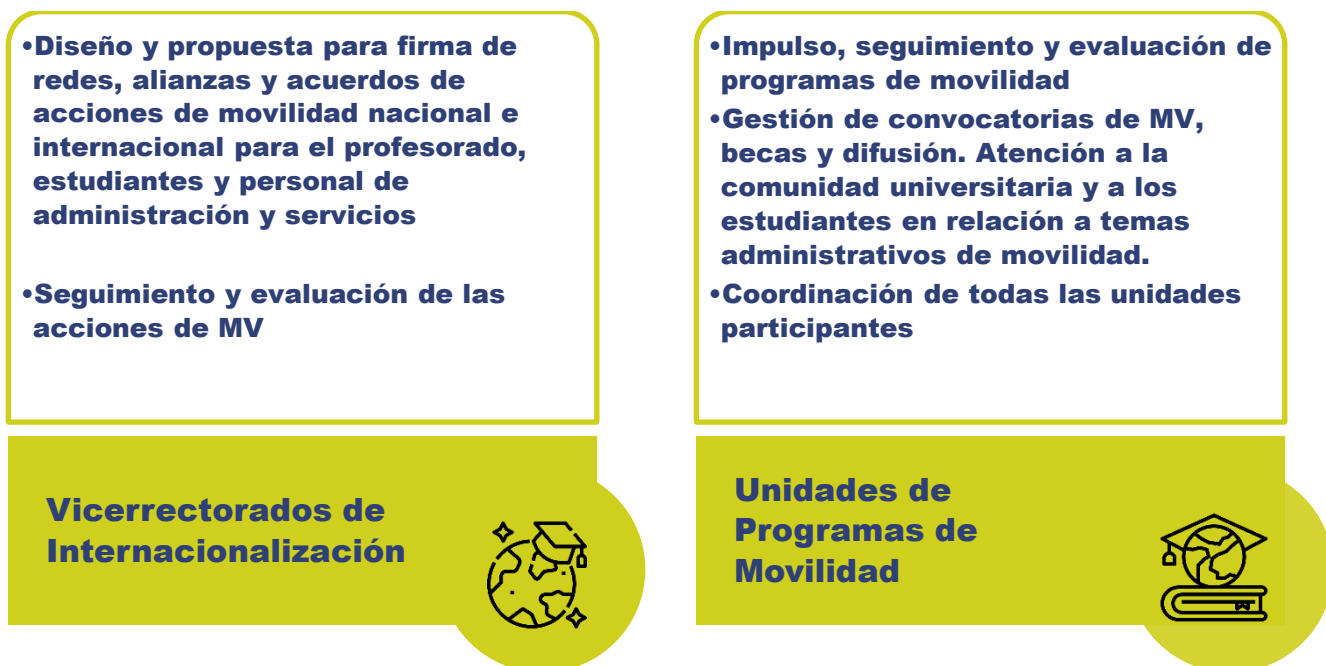 •Diseño y propuesta para firma de
redes, alianzas y acuerdos de
acciones de movilidad nacional e
internacional para el profesorado,
estudiantes y personal de
administración y servicios
•Seguimiento y evaluación de las
acciones de MV
Vicerrectorados de
Internacionalización
•Impulso, seguimiento y evaluación de
programas de movilidad
•Gestión de convocatorias de MV,
becas y difusión. Atención a la
comunidad universitaria y a los
estudiantes en relación a temas
administrativos de movilidad.
•Coordinación de todas las unidades
participantes
Unidades de
Programas de
Movilidad